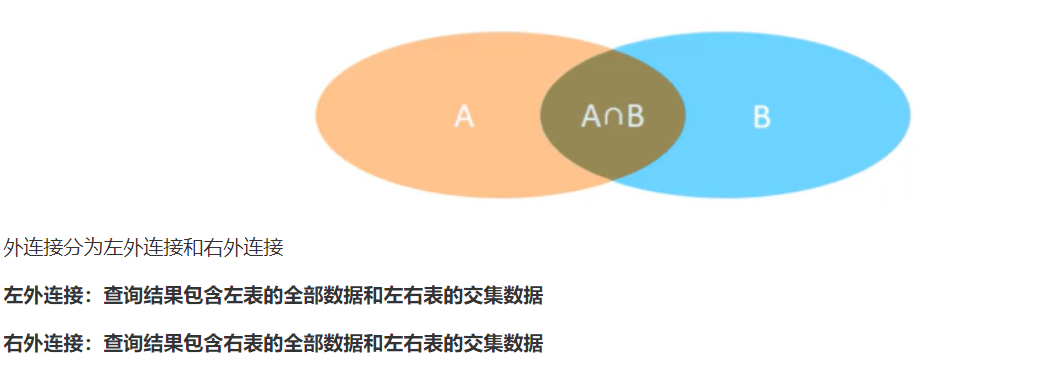 A A∩B B
外连接分为左外连接和右外连接
左外连接：查询结果包含左表的全部数据和左右表的交集数据
右外连接：查询结果包含右表的全部数据和左右表的交集数据